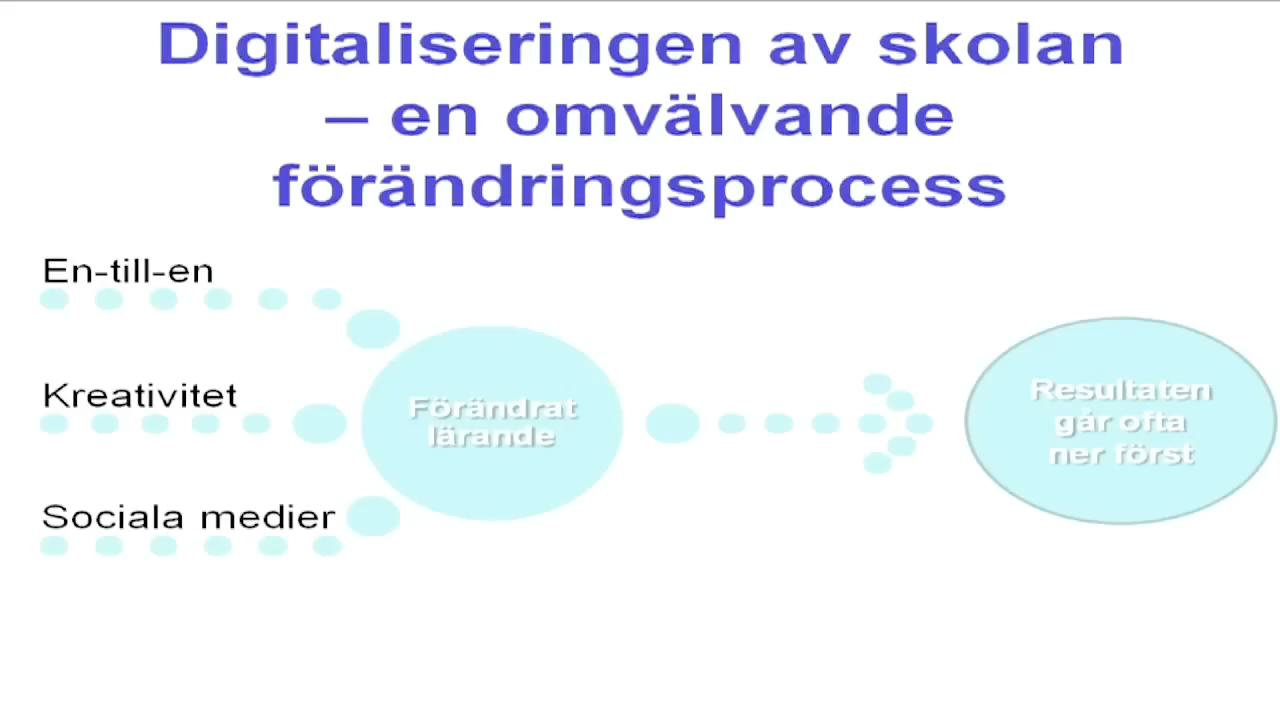 Digitaliseringen av skolan
– en omvälvande
förändringsprocess
En-till-en
Kreativitet
Sociala medier
Förändrat
lärande
Resultaten
går ofta
ner först